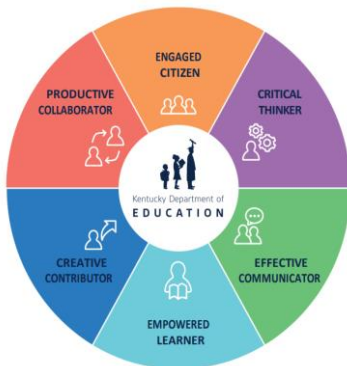 ENGAGED
CITIZEN
CRITICAL
THINKER
EFFECTIVE
COMMUNICATOR
EMPOWERED
LEARNER
CREATIVE
CONTRIBUTOR
PRODUCTIVE
COLLABORATOR
Kentucky Department of
EDUCATION